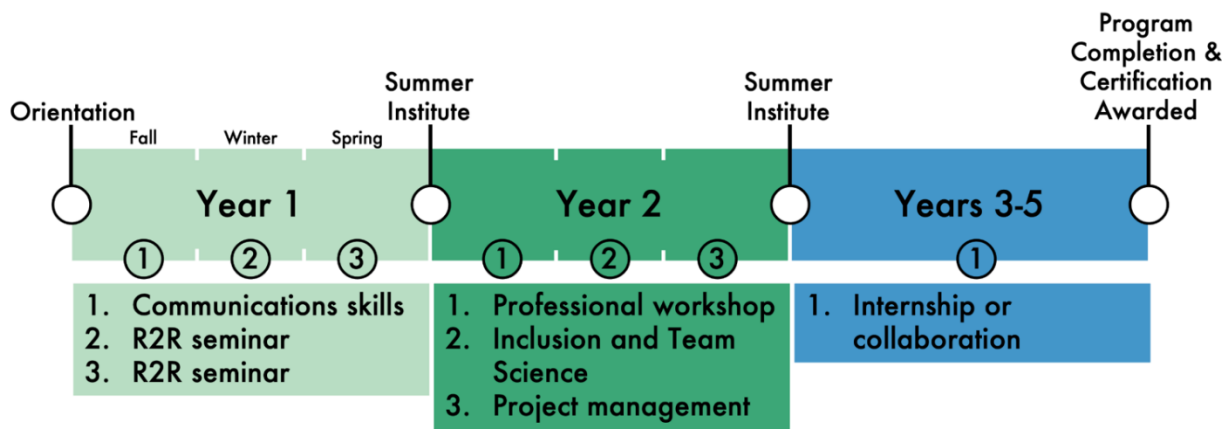 Program
Completion &
Certification
Awarded
Summer
Institute
Summer
Institute
Orientation
Fall
Winter
Spring
Year 1
Year 2
Years 3-5
1
2
3
1
2
3
1
1. Communications skills
2. R2R seminar
3. R2R seminar
1. Professional workshop
2. Inclusion and Team
Science
3. Project management
1. Internship or
collaboration